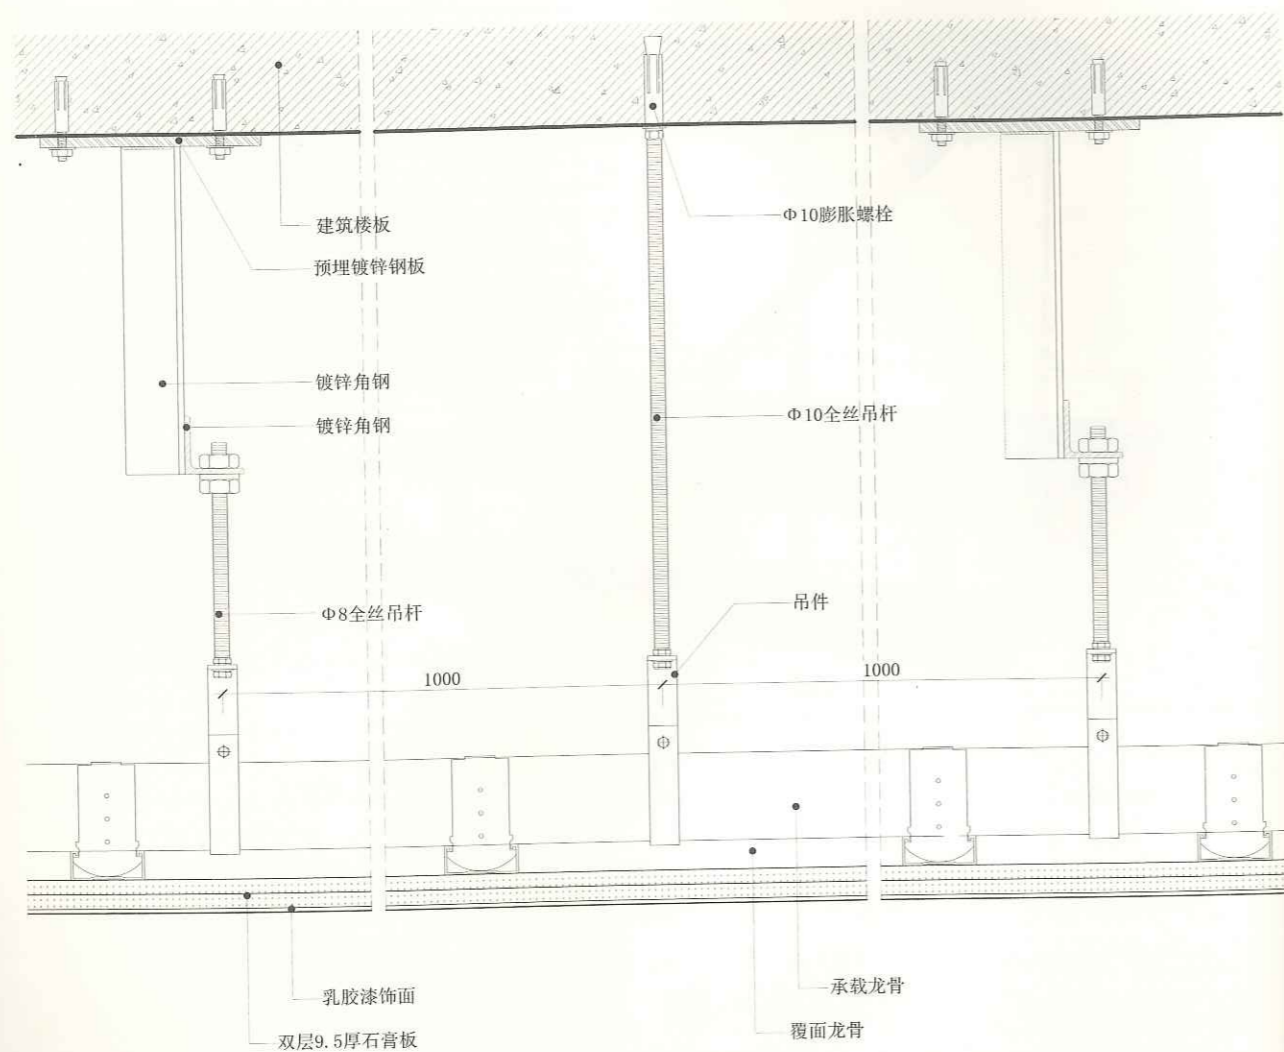 建筑楼板
Φ10膨胀螺栓
预埋镀锌钢板
镀锌角钢
Φ10全丝吊杆
镀锌角钢
吊件
Φ8全丝吊杆
1000
1000
承载龙骨
乳胶漆饰面
覆面龙骨
双层9.5厚石膏板